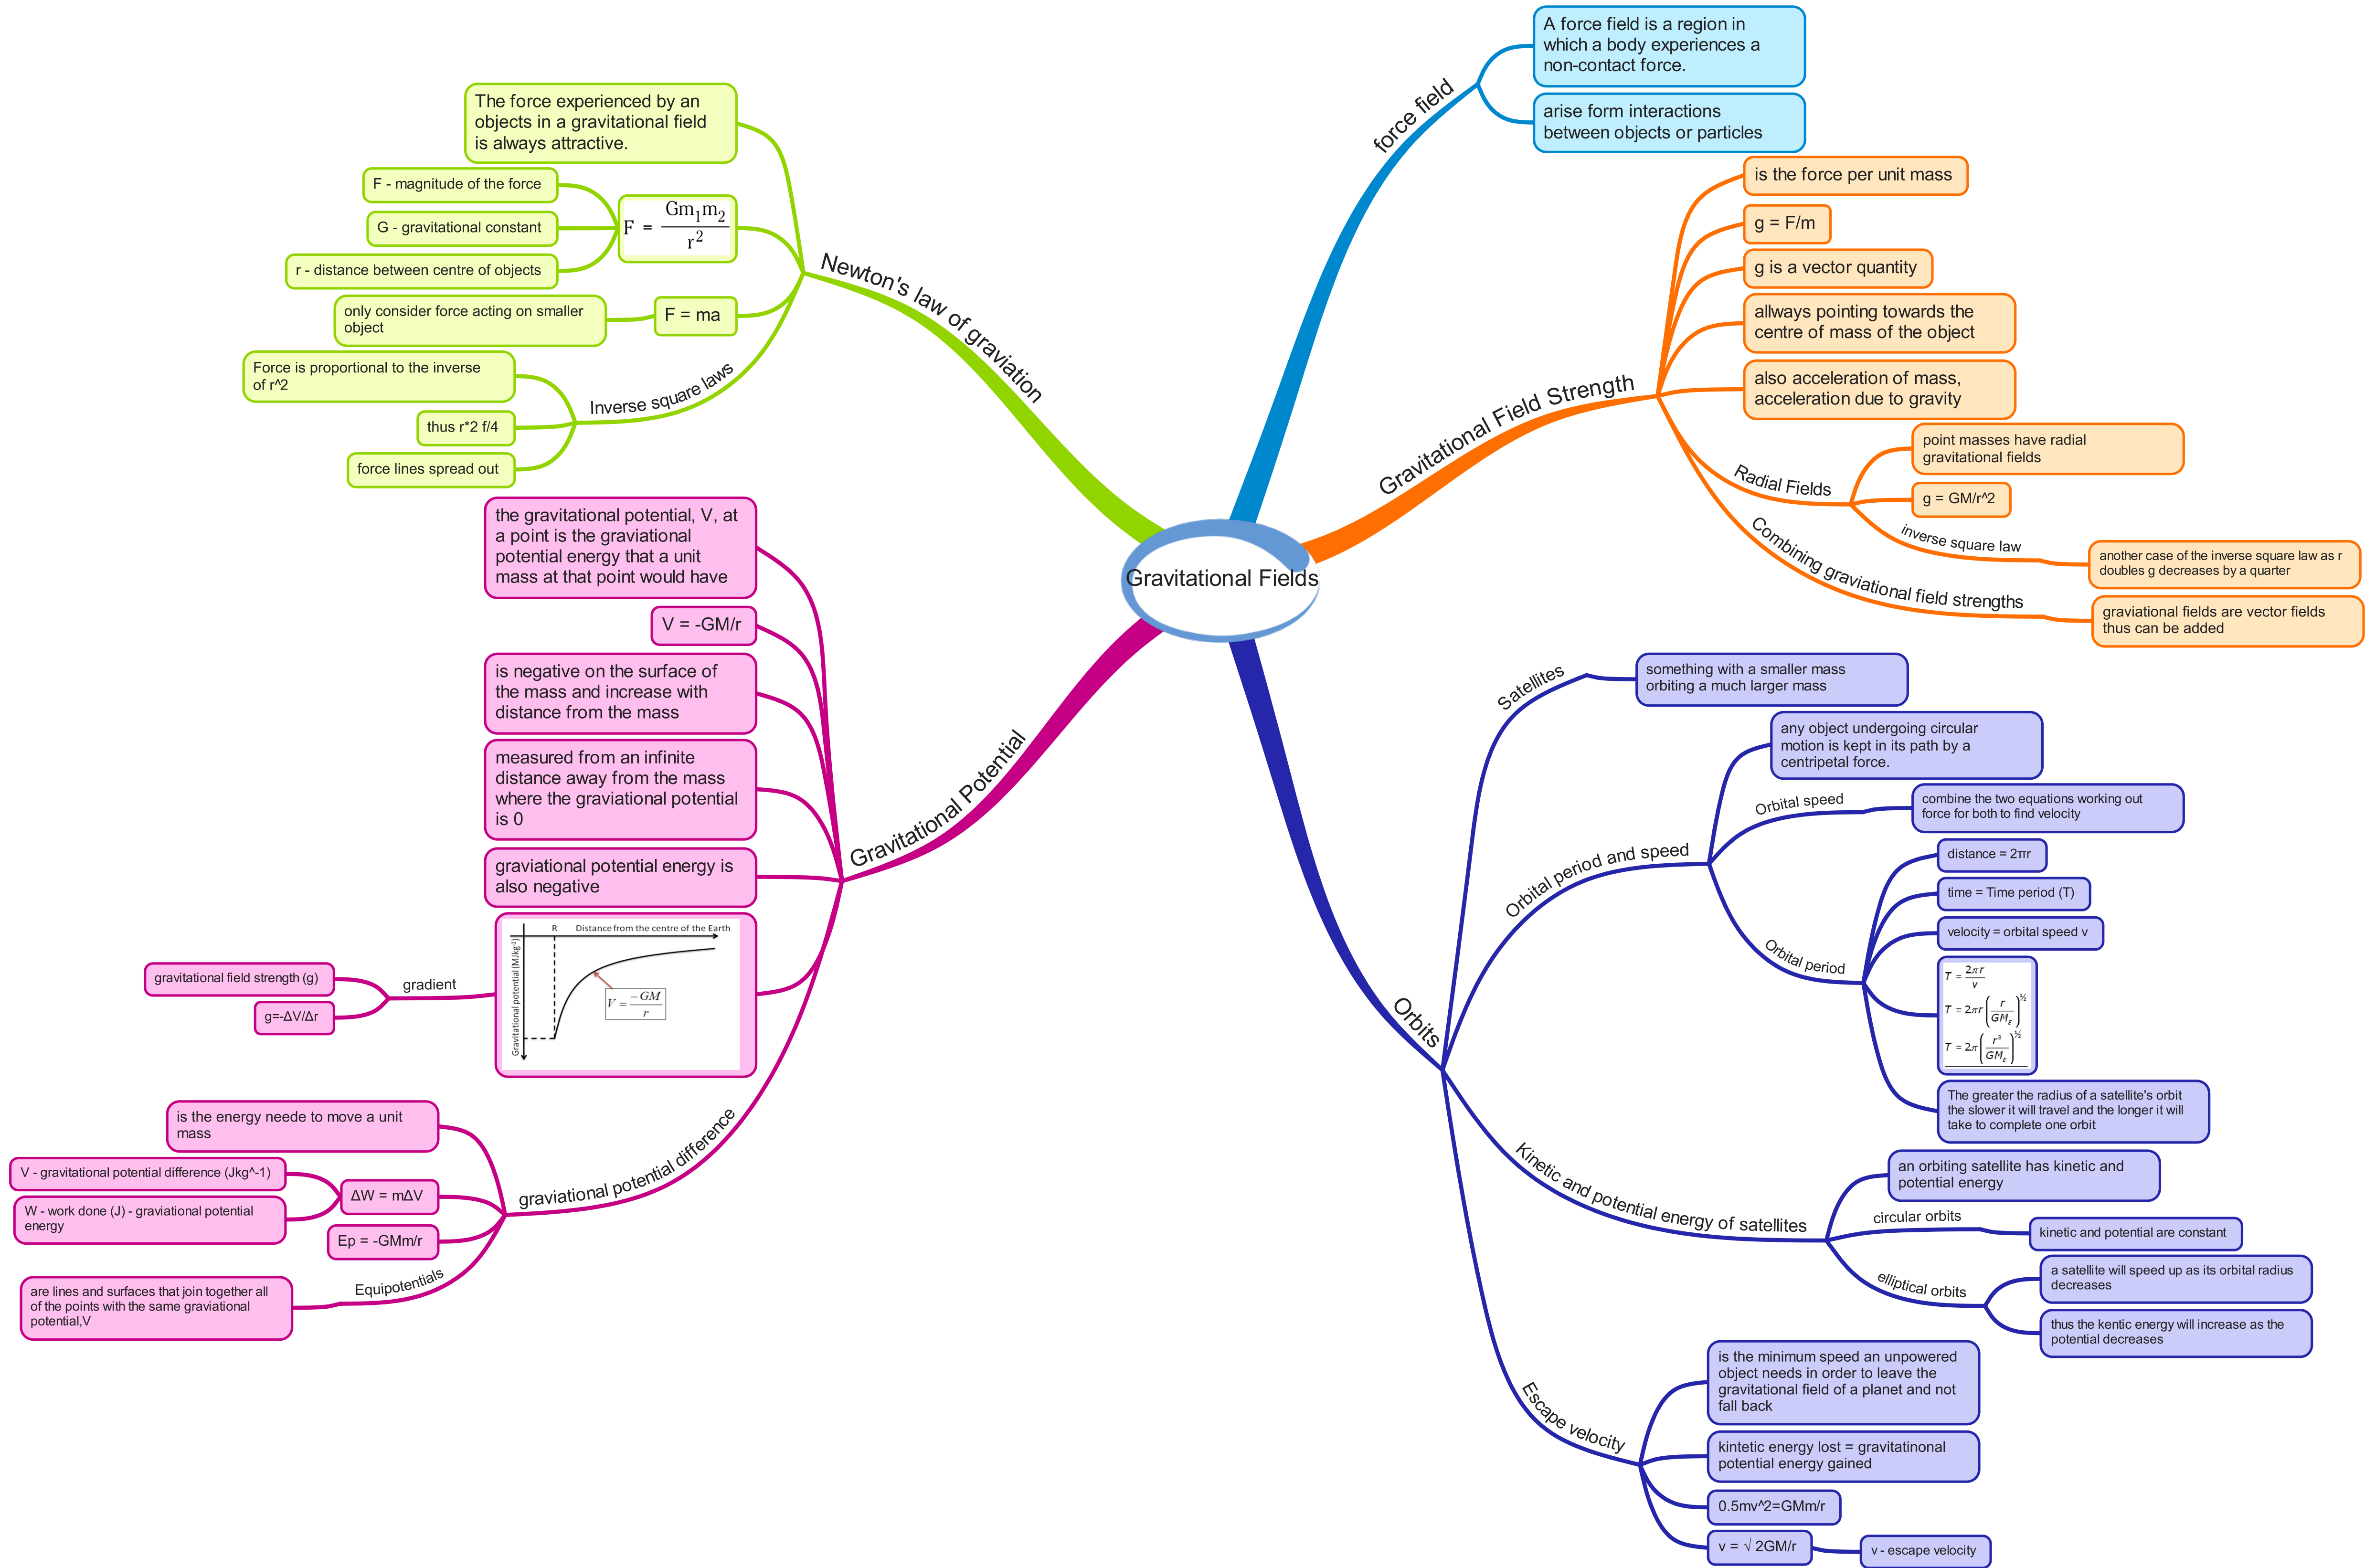 Gravitational Fields
force field
A force field is a region in
which a body experiences a
non-contact force.
arise form interactions
between objects or particles
Gravitational Field Strength
is the force per unit mass
g = F/m
g is a vector quantity
allways pointing towards the
centre of mass of the object
also acceleration of mass,
acceleration due to gravity
Radial Fields
point masses have radial
gravitational fields
g = GM/r^2
inverse square law
another case of the inverse square law as r
doubles g decreases by a quarter
Combining graviational field strengths
graviational fields are vector fields
thus can be added
Orbits
Satellites
something with a smaller mass
orbiting a much larger mass
Orbital period and speed
any object undergoing circular
motion is kept in its path by a
centripetal force.
Orbital speed
combine the two equations working out
force for both to find velocity
Orbital period
distance = 2πr
time = Time period (T)
velocity = orbital speed v
T = 2πr/v
T = 2πr(r/GM_E)^½
T = 2π(r³/GM_E)^½
The greater the radius of a satellite's orbit
the slower it will travel and the longer it will
take to complete one orbit
Kinetic and potential energy of satellites
an orbiting satellite has kinetic and
potential energy
circular orbits
kinetic and potential are constant
elliptical orbits
a satellite will speed up as its orbital radius
decreases
thus the kentic energy will increase as the
potential decreases
Escape velocity
is the minimum speed an unpowered
object needs in order to leave the
gravitational field of a planet and not
fall back
kintetic energy lost = gravitatinonal
potential energy gained
0.5mv^2=GMm/r
v = √ 2GM/r
v - escape velocity
Newton's law of graviation
The force experienced by an
objects in a gravitational field
is always attractive.
F = Gm₁m₂/r²
F - magnitude of the force
G - gravitational constant
r - distance between centre of objects
F = ma
only consider force acting on smaller
object
Inverse square laws
Force is proportional to the inverse
of r^2
thus r*2 f/4
force lines spread out
Gravitational Potential
the gravitational potential, V, at
a point is the graviational
potential energy that a unit
mass at that point would have
V = -GM/r
is negative on the surface of
the mass and increase with
distance from the mass
measured from an infinite
distance away from the mass
where the graviational potential
is 0
graviational potential energy is
also negative
R
Distance from the centre of the Earth
Gravitational potential (MJkg⁻¹)
V = -GM/r
gradient
gravitational field strength (g)
g=-ΔV/Δr
graviational potential difference
is the energy neede to move a unit
mass
ΔW = mΔV
V - gravitational potential difference (Jkg^-1)
W - work done (J) - graviational potential
energy
Ep = -GMm/r
Equipotentials
are lines and surfaces that join together all
of the points with the same graviational
potential,V